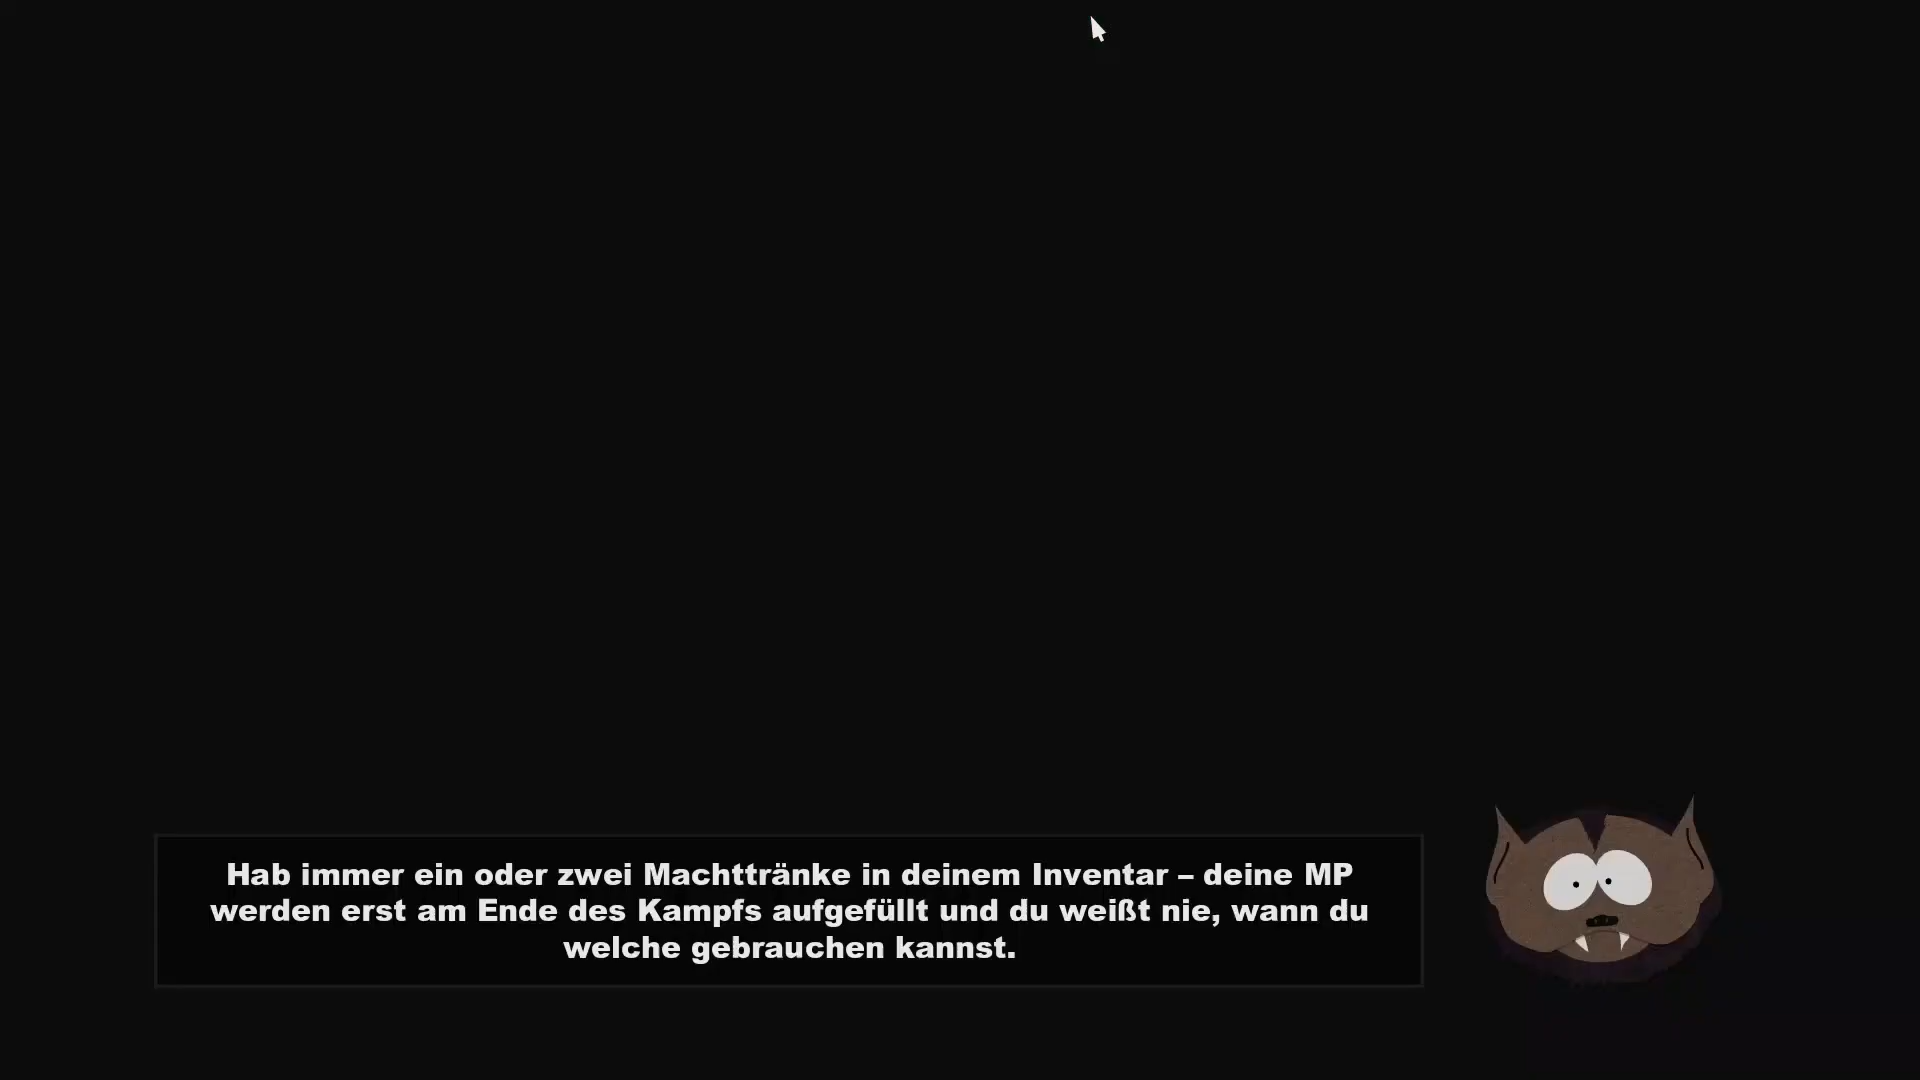 Hab immer ein oder zwei Machttränke in deinem Inventar – deine MP
werden erst am Ende des Kampfs aufgefüllt und du weißt nie, wann du
welche gebrauchen kannst.